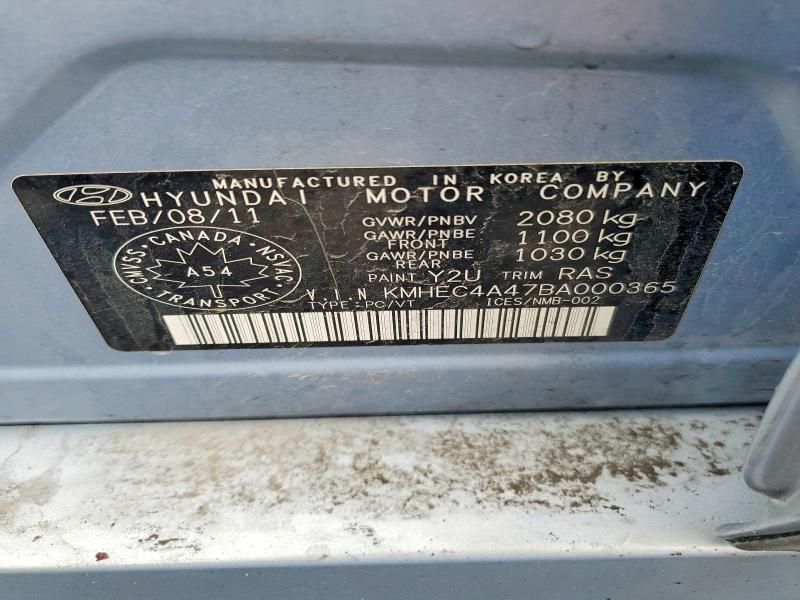 MANUFACTURED IN KOREA BY
HYUNDAI MOTOR COMPANY
FEB/08/11
GVWR/PNBV 2080 kg
GAWR/PNBE FRONT 1100 kg
GAWR/PNBE REAR 1030 kg
PAINT Y2U TRIM RAS
CMVSS · CANADA · NSVAC
A54
TRANSPORT
V I N KMHEC4A47BA000365
TYPE : PC/VT ICES/NMB-002